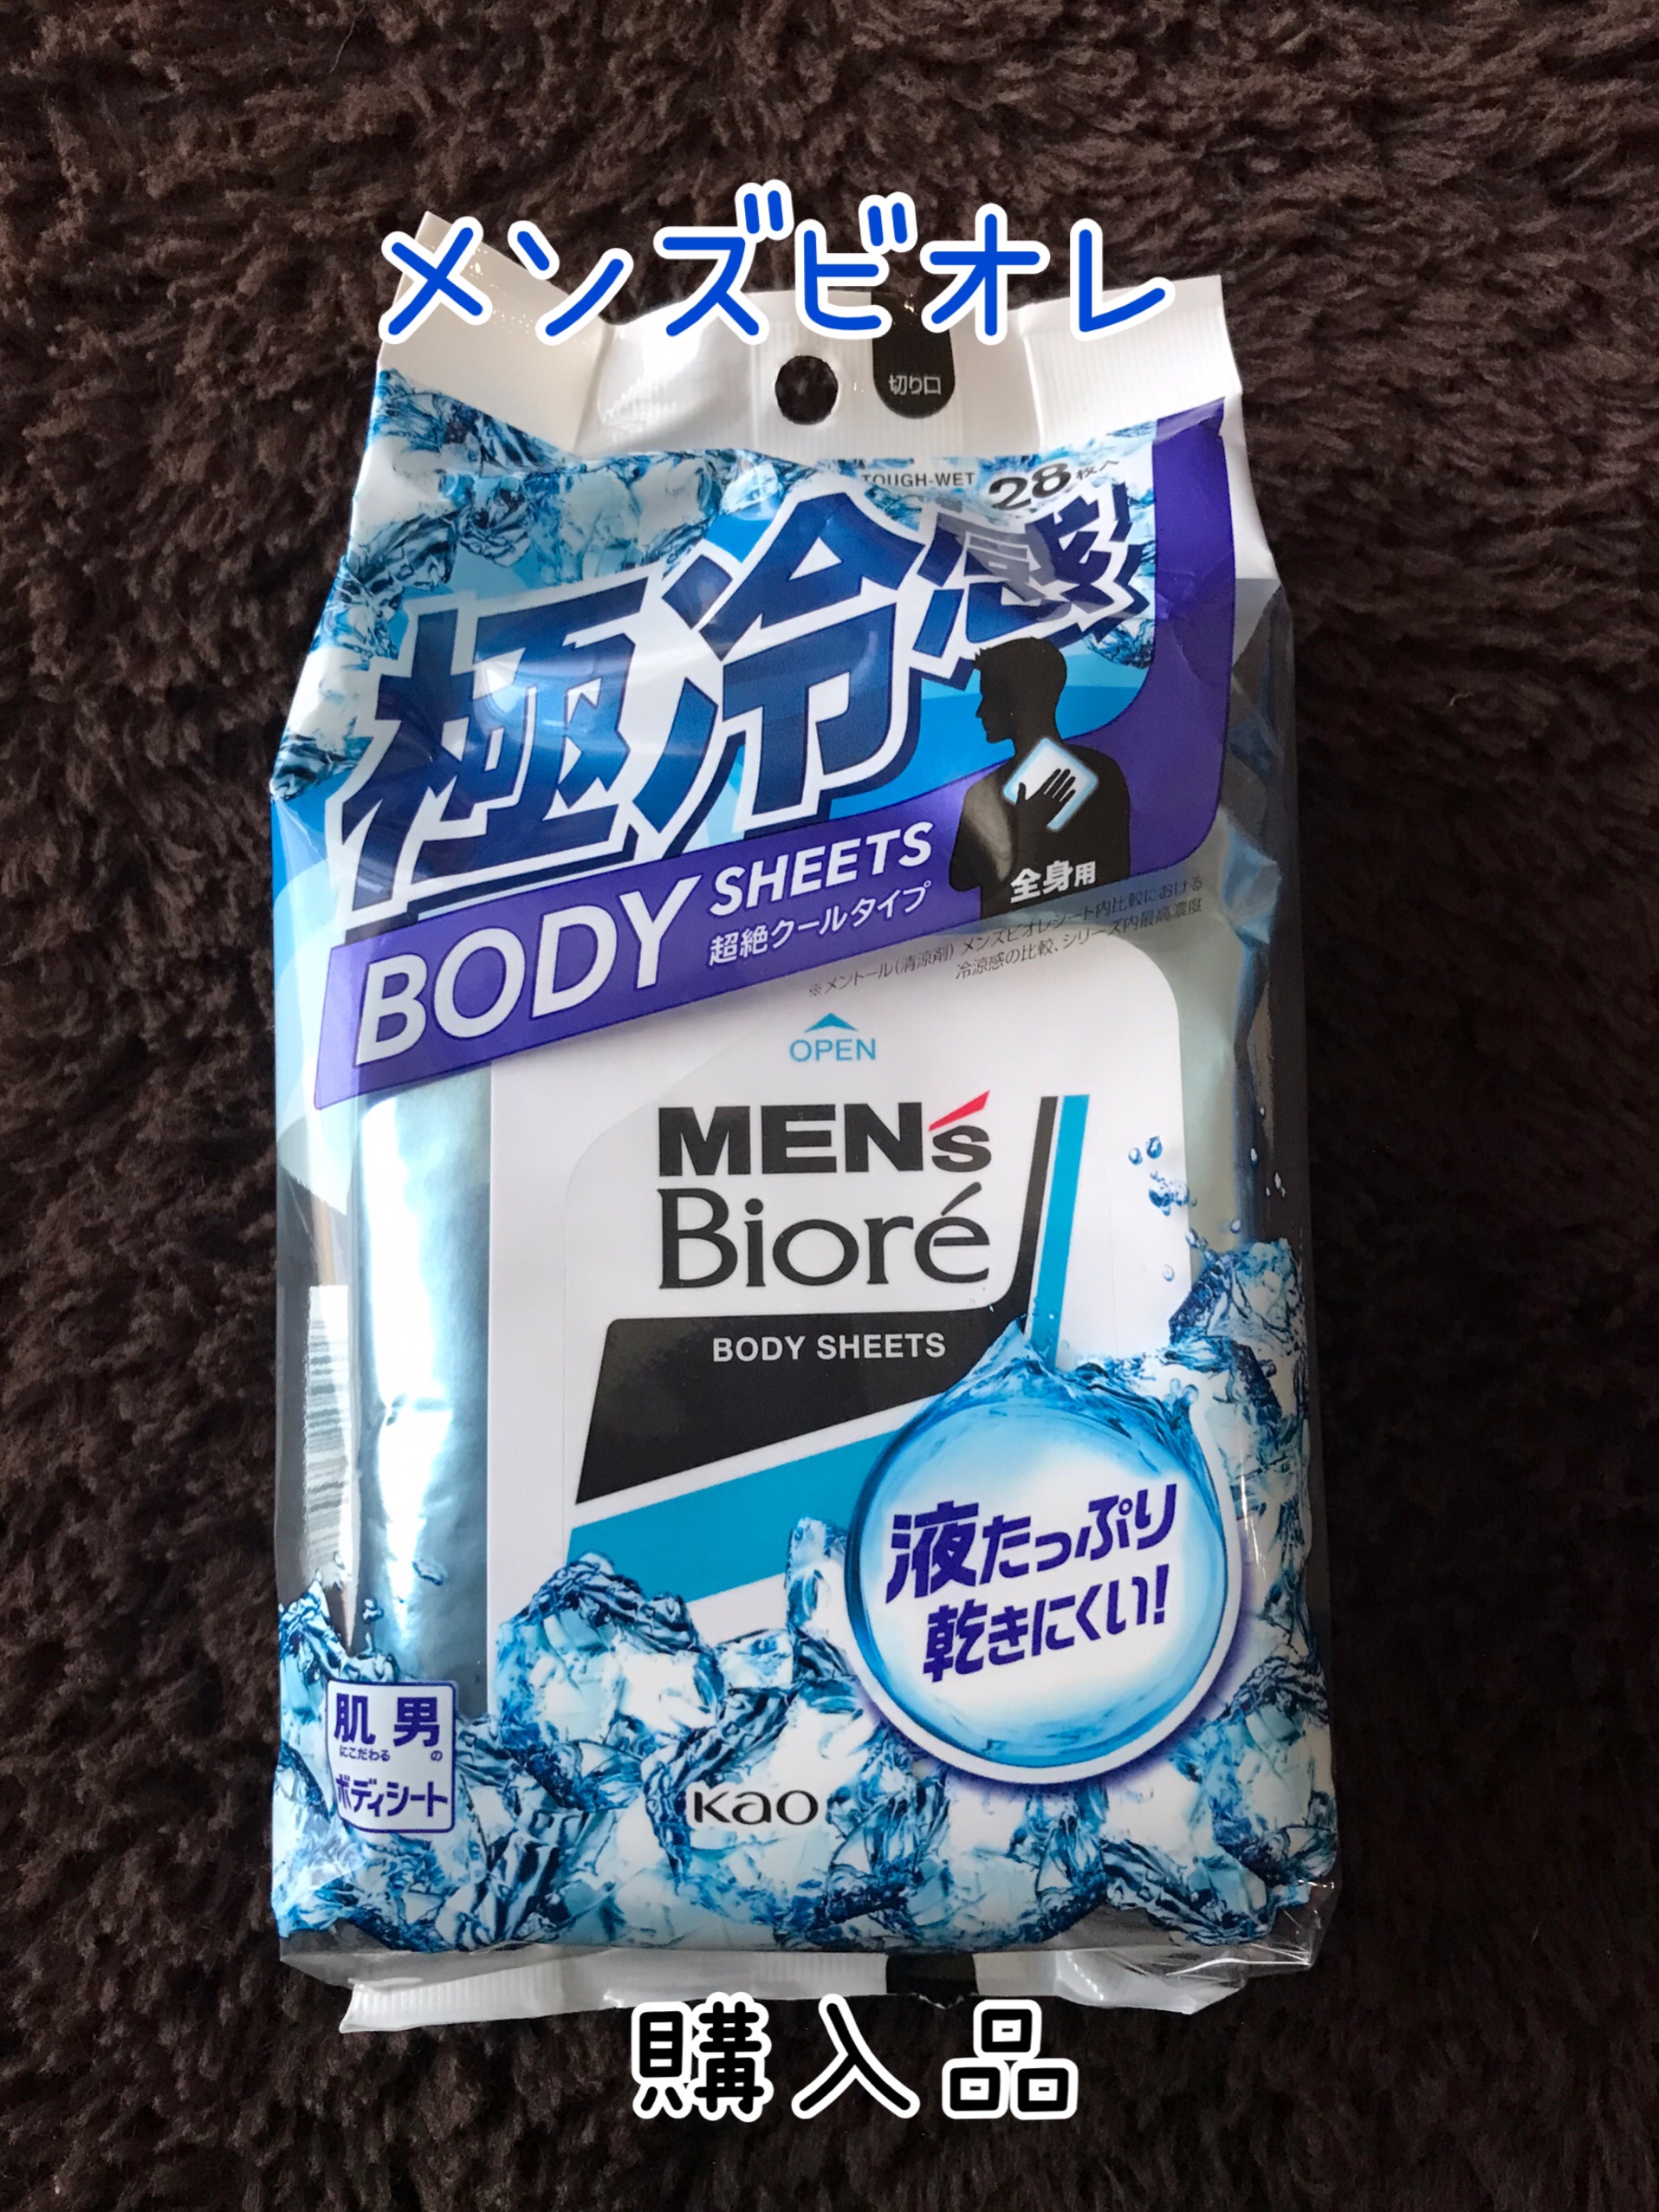 メンズビオレ
切り口
TOUGH-WET 28枚入
極冷感
BODY SHEETS
超絶クールタイプ
全身用
※メントール(清涼剤) メンズビオレシート内比較における
冷涼感の比較、シリーズ内最高濃度
OPEN
MEN's
Bioré
BODY SHEETS
液たっぷり
乾きにくい!
肌にこだわる男の
ボディシート
Kao
購入品